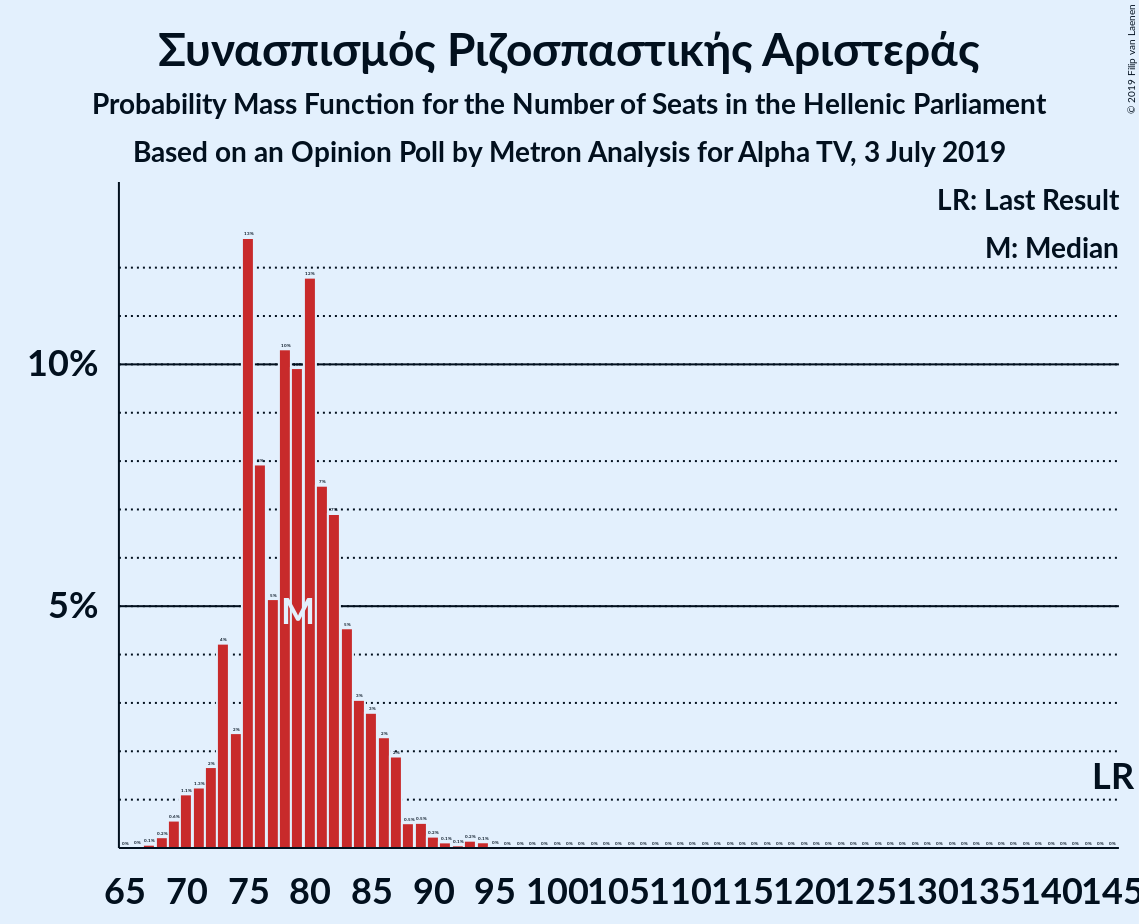 Συνασπισμός Ριζοσπαστικής Αριστεράς
Probability Mass Function for the Number of Seats in the Hellenic Parliament
Based on an Opinion Poll by Metron Analysis for Alpha TV, 3 July 2019
© 2019 Filip van Laenen
LR: Last Result
M: Median
10%
5%
M
LR
65 70 75 80 85 90 95 100 105 110 115 120 125 130 135 140 145